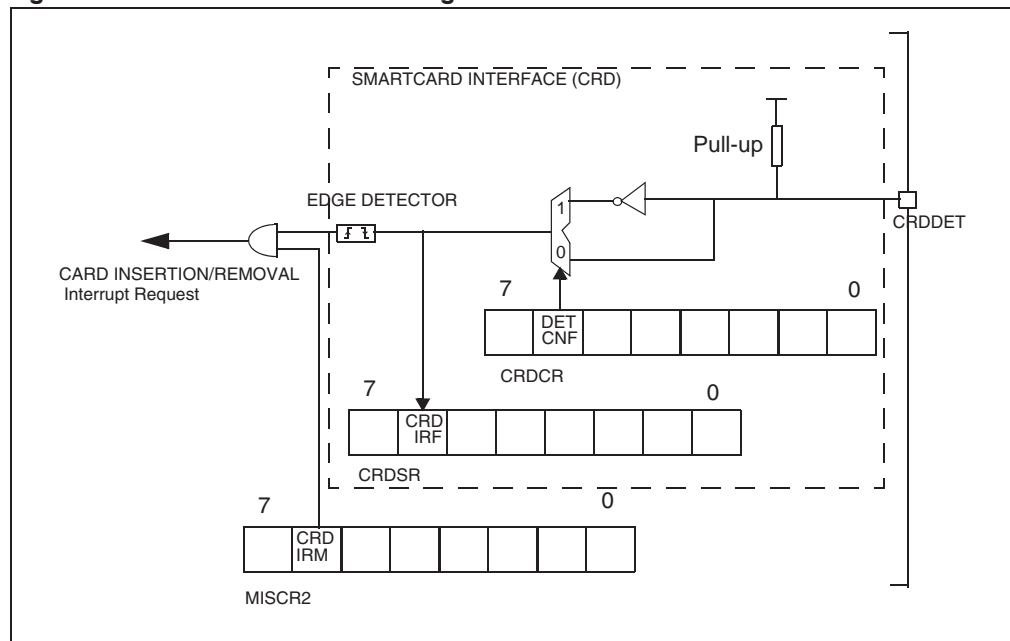 SMARTCARD INTERFACE (CRD)
Pull-up
EDGE DETECTOR
1
CRDDET
0
CARD INSERTION/REMOVAL
Interrupt Request
7 0
DET
CNF
CRDCR
7 0
CRD
IRF
CRDSR
7 0
CRD
IRM
MISCR2